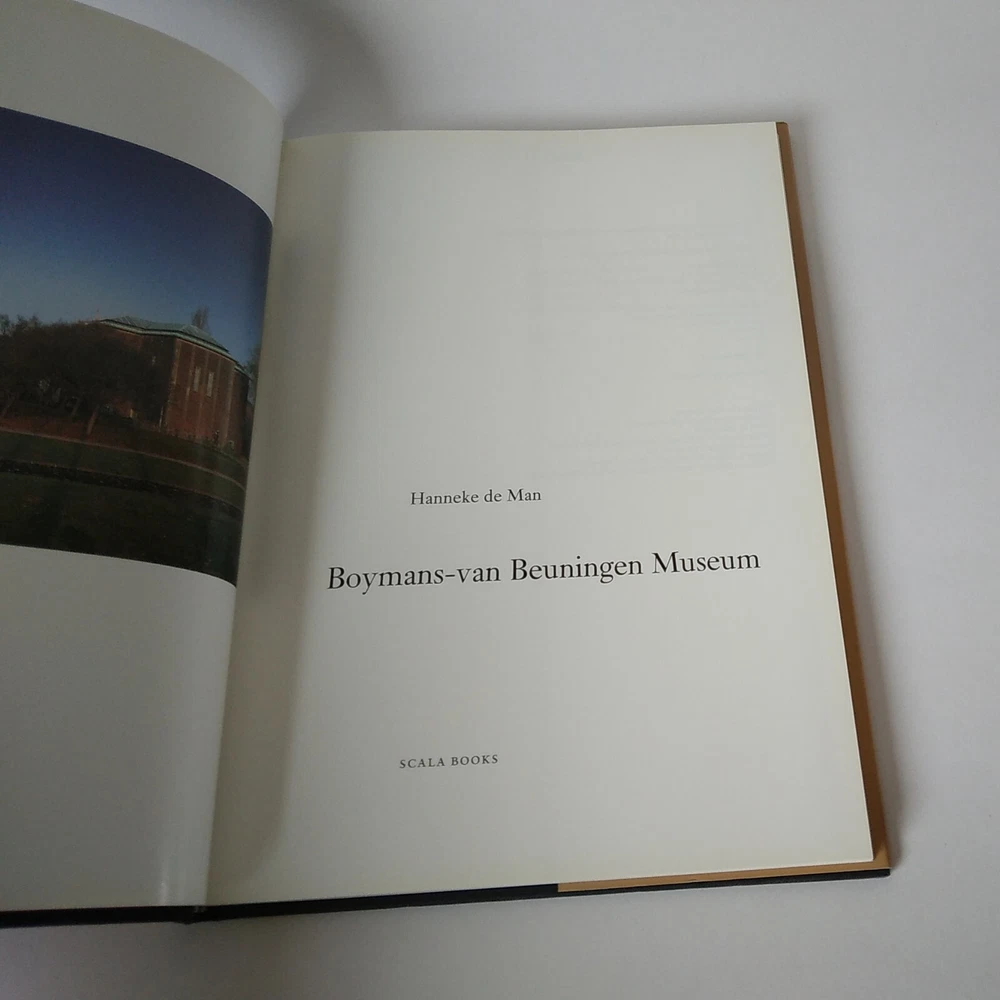 Hanneke de Man
Boymans-van Beuningen Museum
SCALA BOOKS